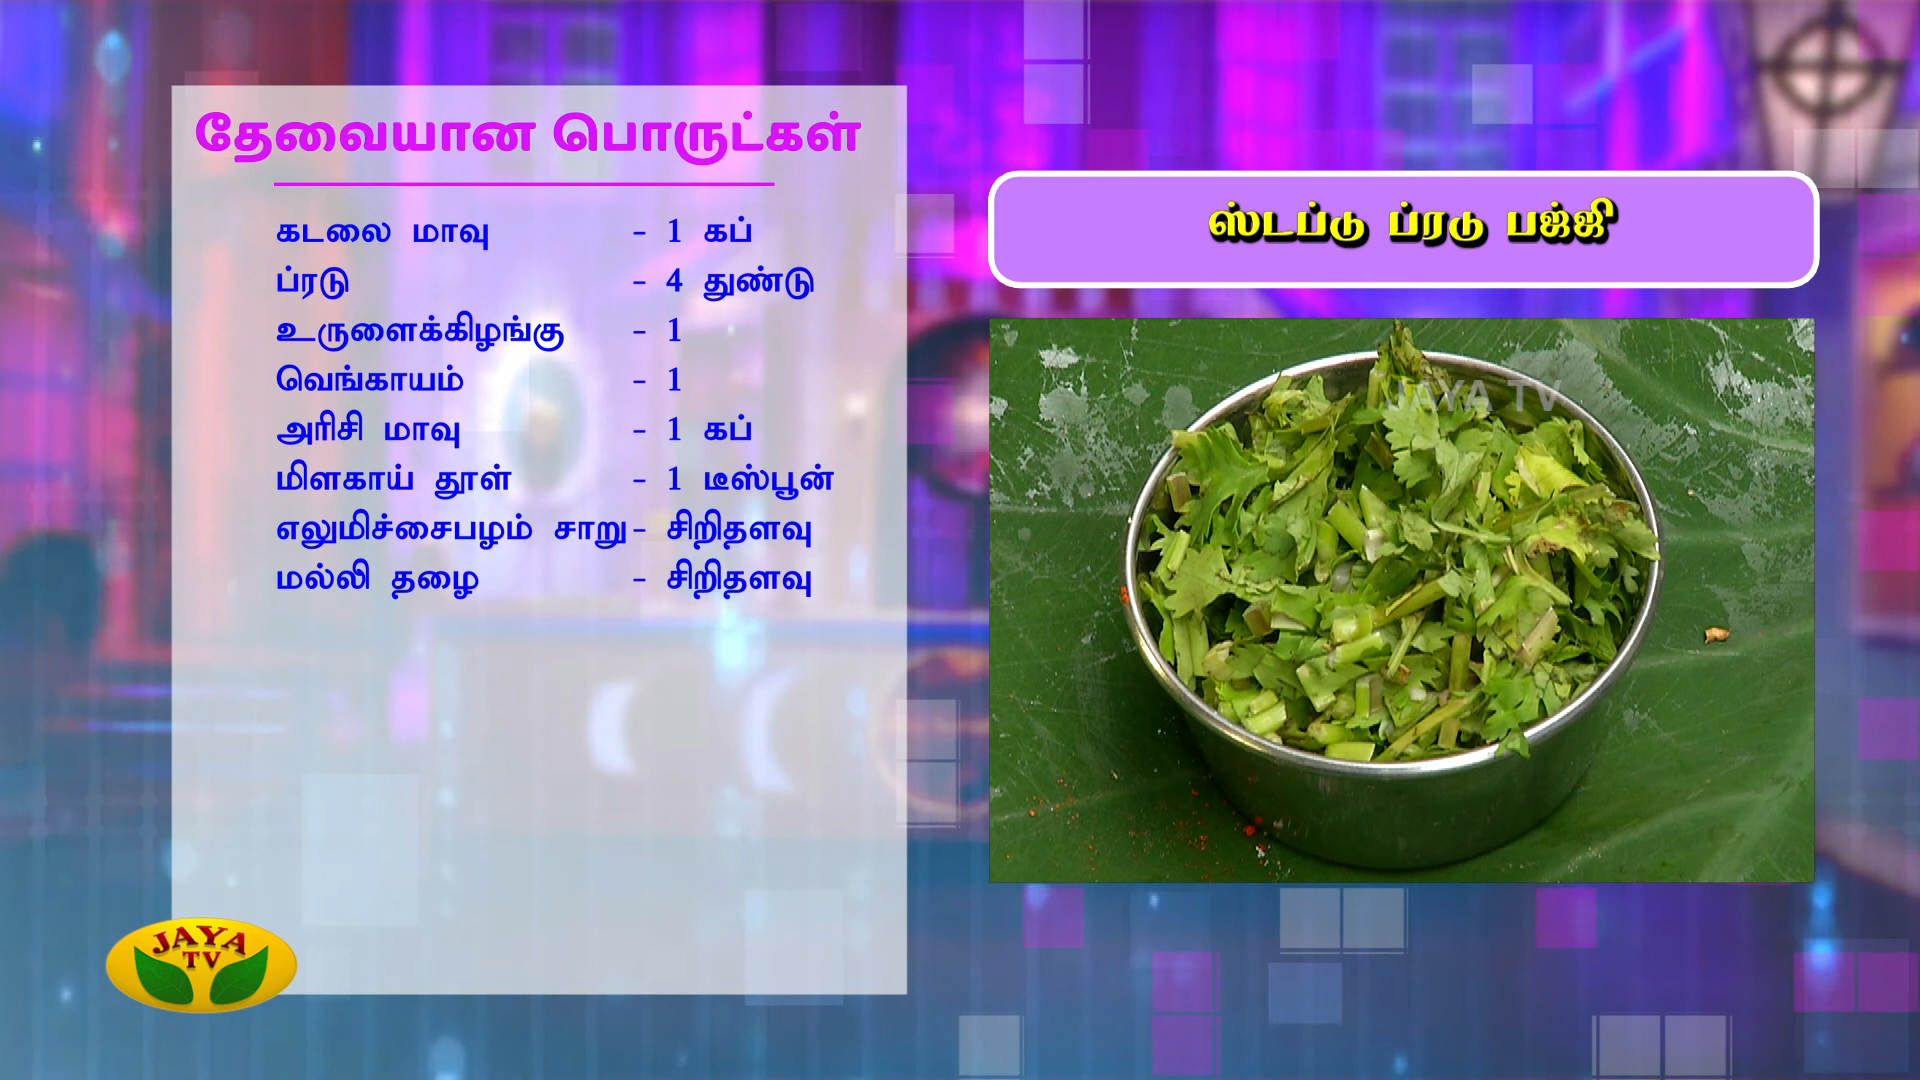 தேவையான பொருட்கள்
கடலை மாவு - 1 கப்
ப்ரடு - 4 துண்டு
உருளைக்கிழங்கு - 1
வெங்காயம் - 1
அரிசி மாவு - 1 கப்
மிளகாய் தூள் - 1 டீஸ்பூன்
எலுமிச்சைபழம் சாறு - சிறிதளவு
மல்லி தழை - சிறிதளவு
ஸ்டப்டு ப்ரடு பஜ்ஜி
JAYA TV
JAYA
TV